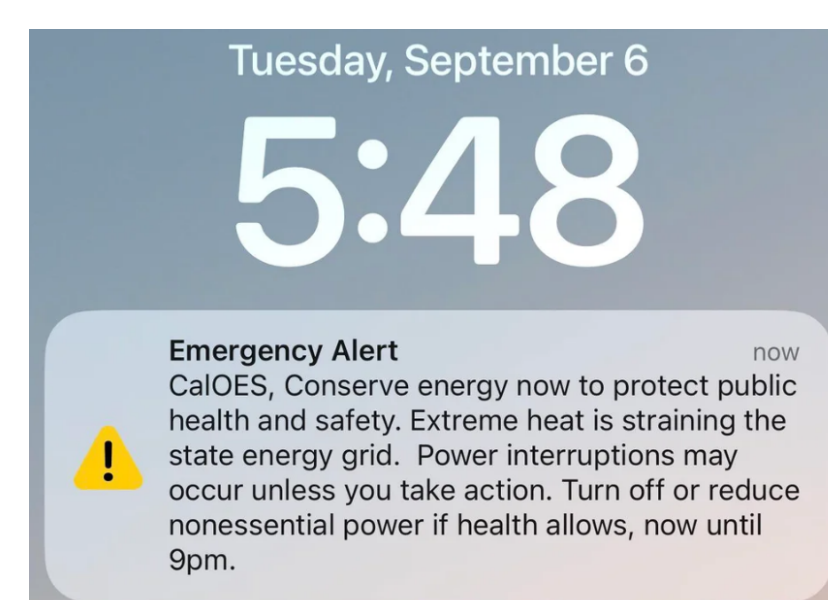 Tuesday, September 6
5:48
Emergency Alert now
CalOES, Conserve energy now to protect public
health and safety. Extreme heat is straining the
state energy grid.  Power interruptions may
occur unless you take action. Turn off or reduce
nonessential power if health allows, now until
9pm.